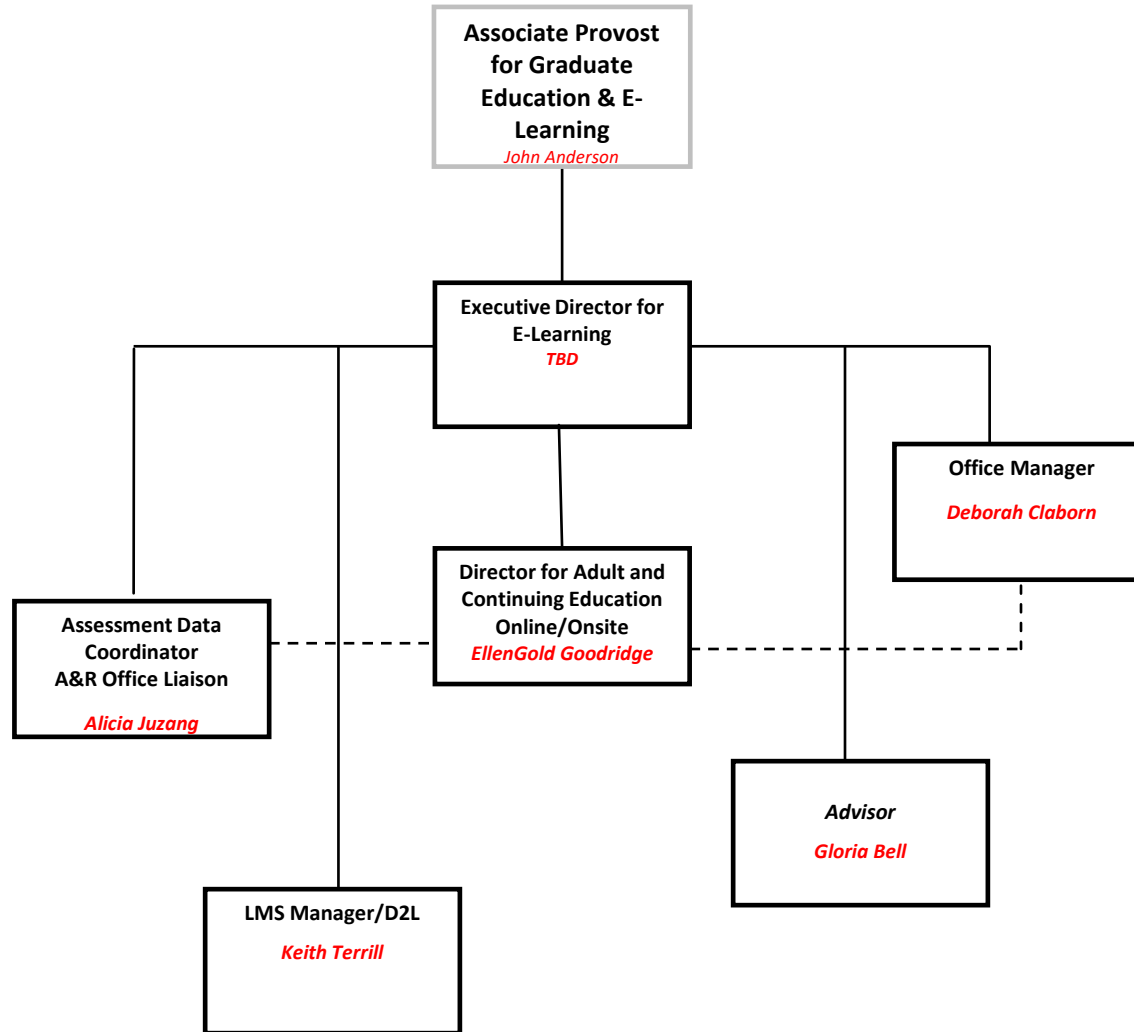 Associate Provost
for Graduate
Education & E-
Learning
John Anderson
Executive Director for
E-Learning
TBD
Office Manager
Deborah Claborn
Director for Adult and
Continuing Education
Online/Onsite
EllenGold Goodridge
Assessment Data
Coordinator
A&R Office Liaison
Alicia Juzang
Advisor
Gloria Bell
LMS Manager/D2L
Keith Terrill